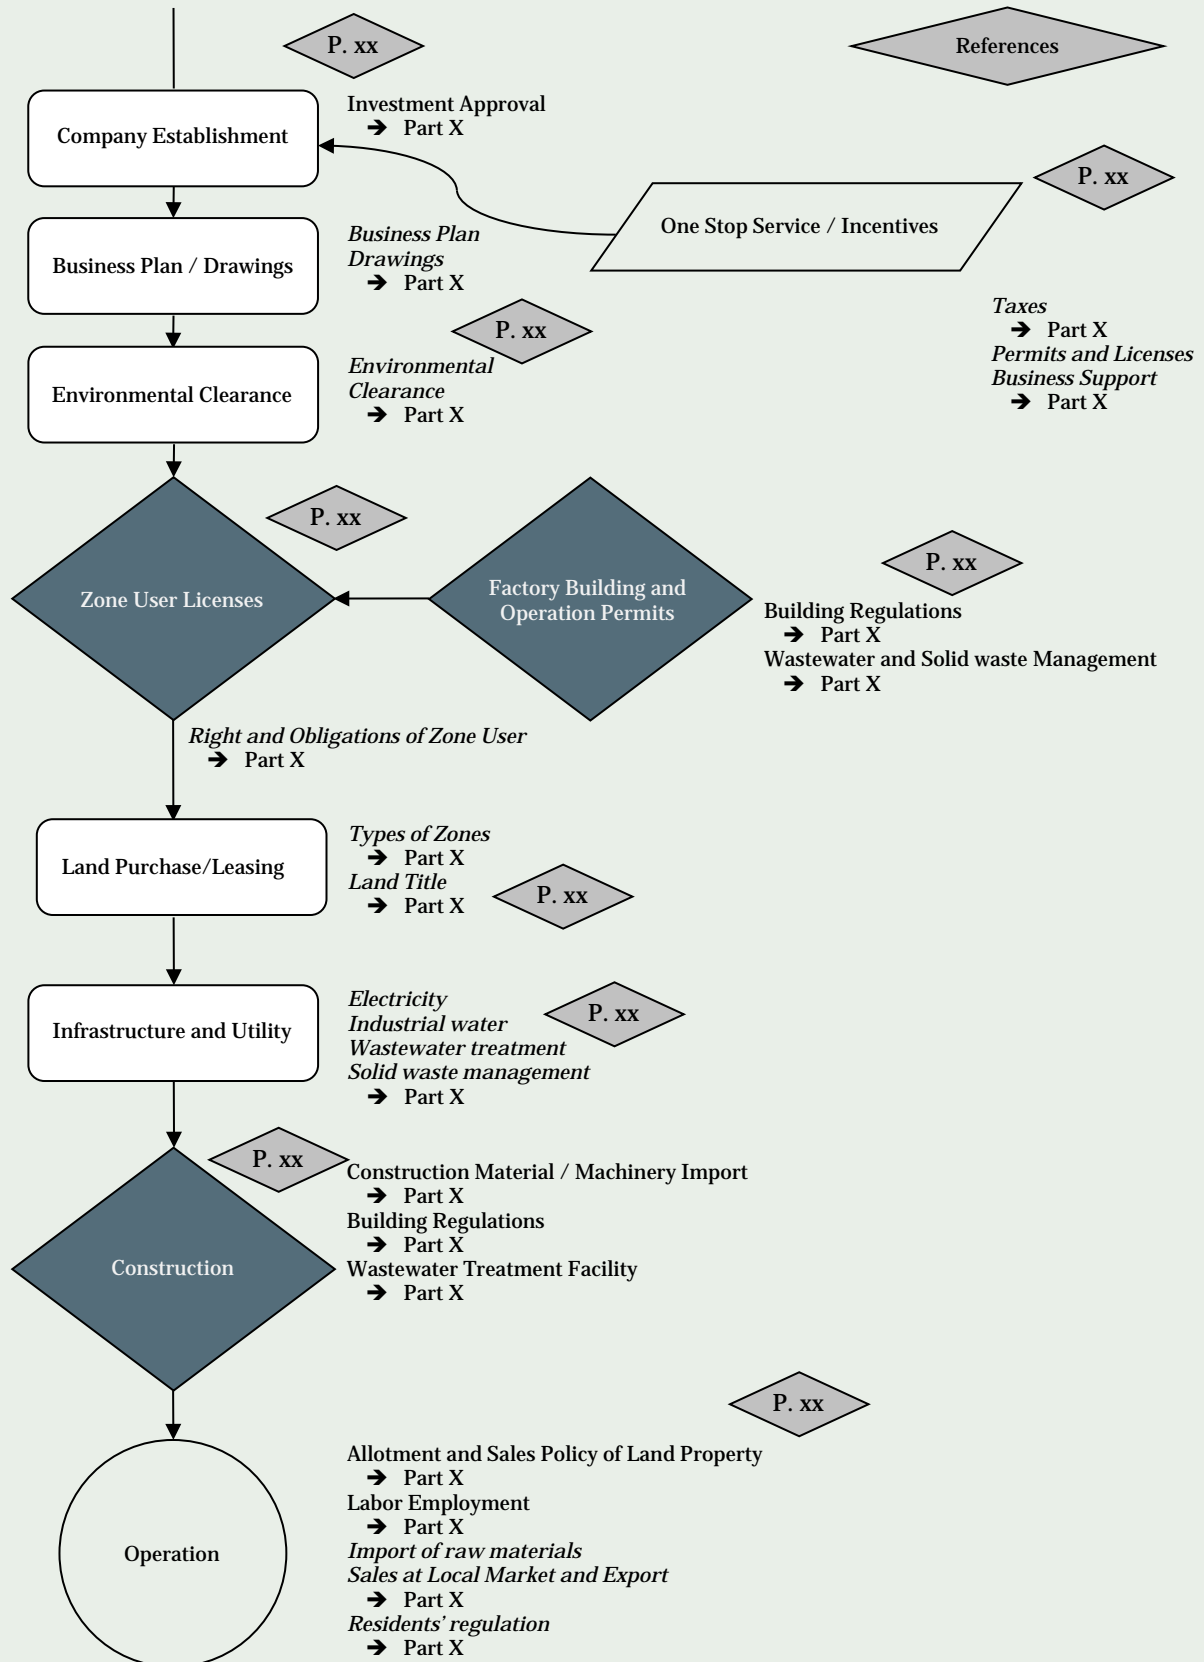 P. xx
References
Investment Approval
➔ Part X
Company Establishment
P. xx
One Stop Service / Incentives
Business Plan
Drawings
➔ Part X
Business Plan / Drawings
Taxes
➔ Part X
Permits and Licenses
Business Support
➔ Part X
P. xx
Environmental
Clearance
➔ Part X
Environmental Clearance
P. xx
Zone User Licenses
Factory Building and
Operation Permits
P. xx
Building Regulations
➔ Part X
Wastewater and Solid waste Management
➔ Part X
Right and Obligations of Zone User
➔ Part X
Land Purchase/Leasing
Types of Zones
➔ Part X
Land Title
➔ Part X
P. xx
Infrastructure and Utility
Electricity
Industrial water
Wastewater treatment
Solid waste management
➔ Part X
P. xx
P. xx
Construction Material / Machinery Import
➔ Part X
Building Regulations
➔ Part X
Wastewater Treatment Facility
➔ Part X
Construction
P. xx
Allotment and Sales Policy of Land Property
➔ Part X
Labor Employment
➔ Part X
Import of raw materials
Sales at Local Market and Export
➔ Part X
Residents' regulation
➔ Part X
Operation